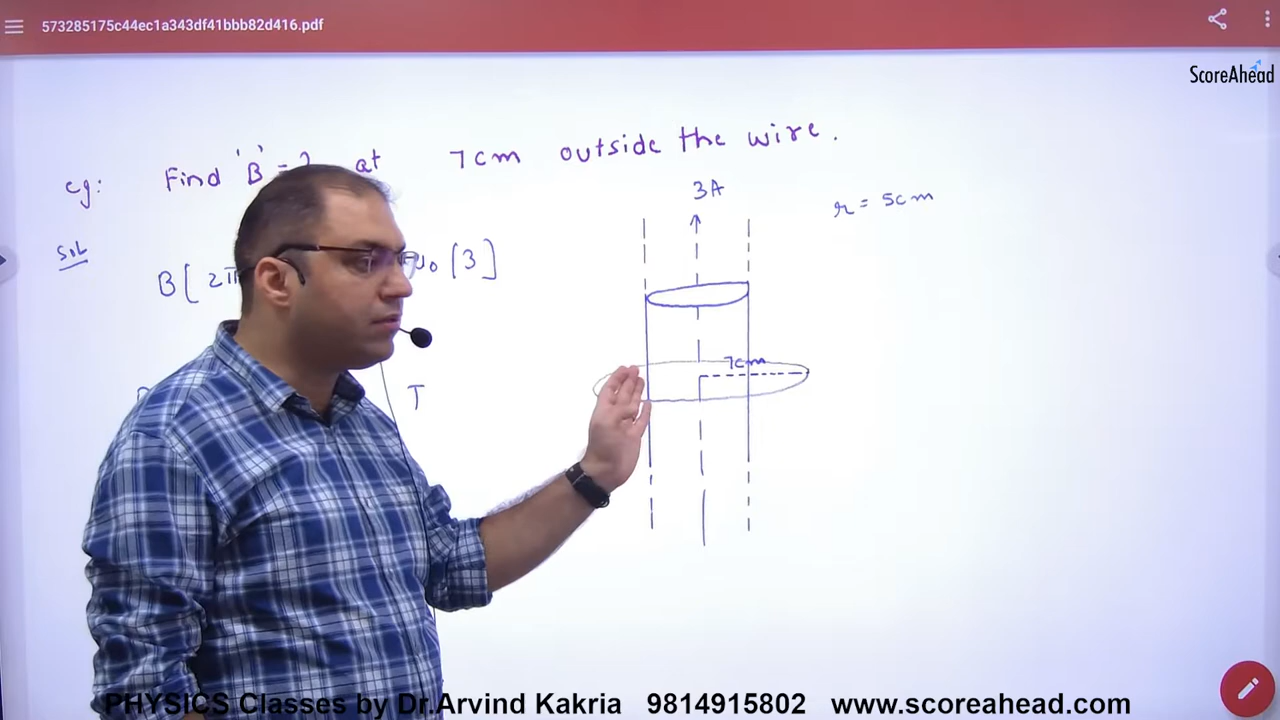 573285175c44ec1a343df41bbb82d416.pdf
ScoreAhead
eg: Find 'B' = ? at 7cm outside the wire.
3A
r = 5cm
Sol
B[2π μ₀[3]
7cm
T
PHYSICS Classes by Dr.Arvind Kakria 9814915802 www.scoreahead.com